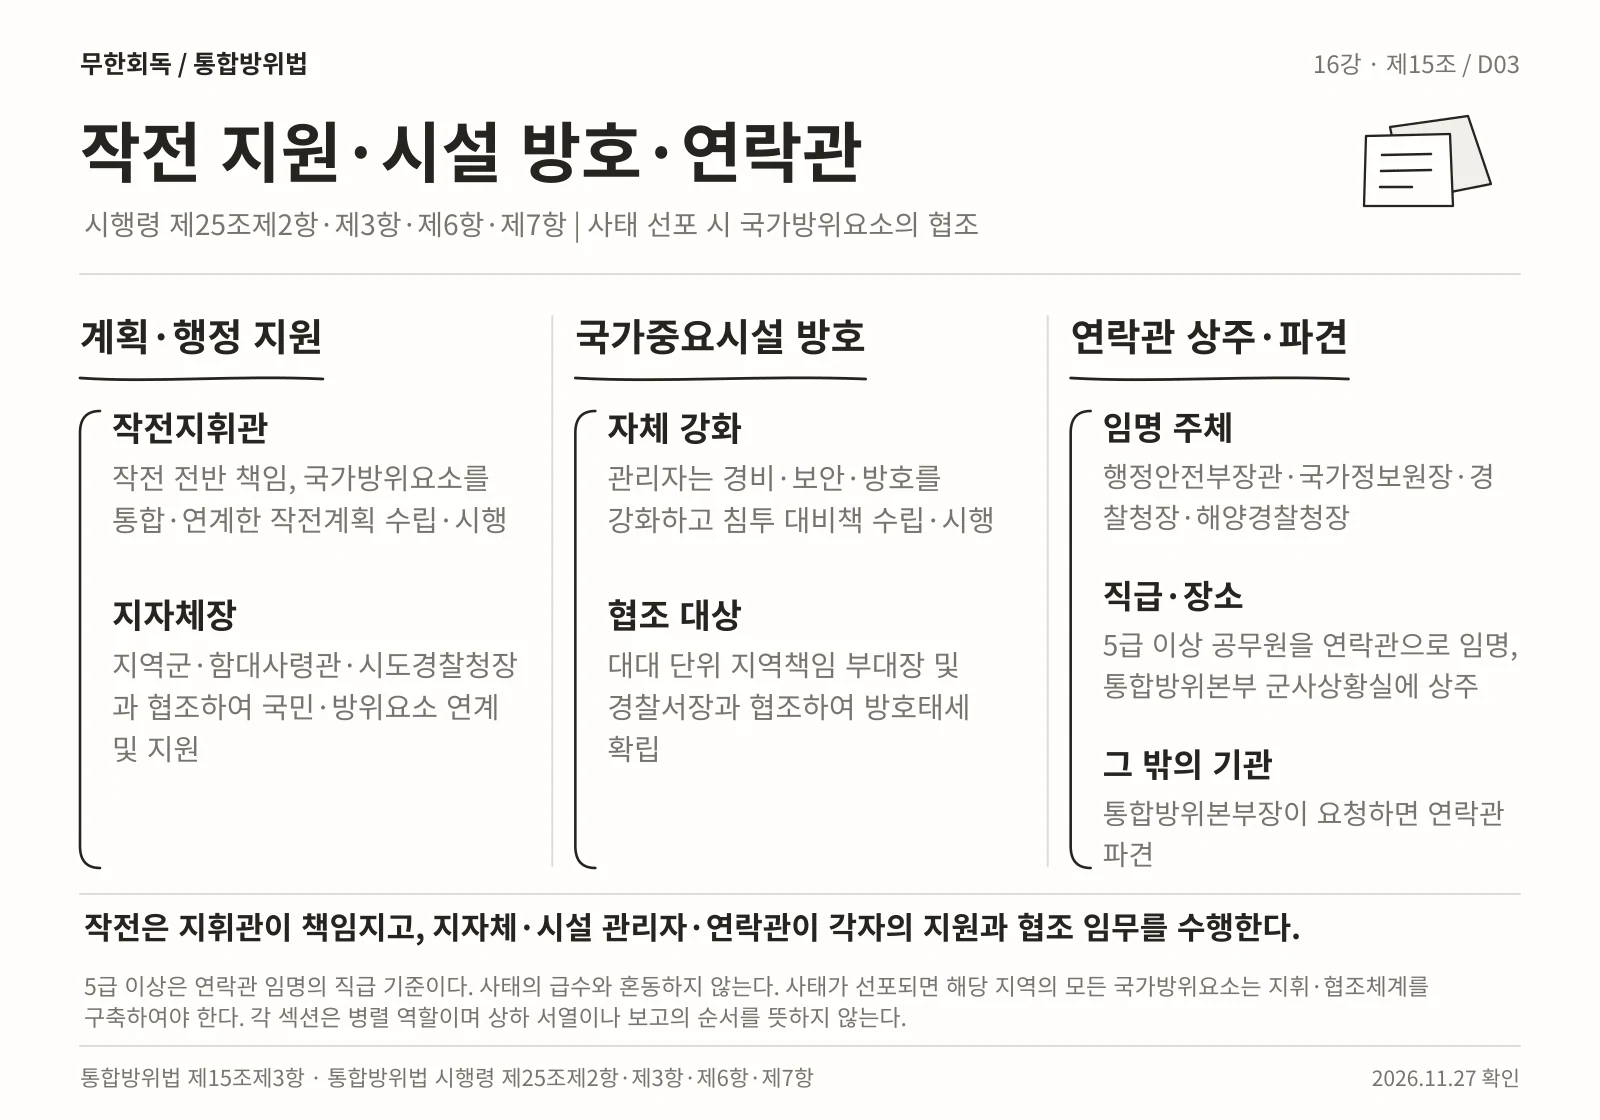 무한회독 / 통합방위법
16강 · 제15조 / D03
작전 지원·시설 방호·연락관
시행령 제25조제2항·제3항·제6항·제7항 | 사태 선포 시 국가방위요소의 협조
계획·행정 지원
작전지휘관
작전 전반 책임, 국가방위요소를
통합·연계한 작전계획 수립·시행
지자체장
지역군·함대사령관·시도경찰청장
과 협조하여 국민·방위요소 연계
및 지원
국가중요시설 방호
자체 강화
관리자는 경비·보안·방호를
강화하고 침투 대비책 수립·시행
협조 대상
대대 단위 지역책임 부대장 및
경찰서장과 협조하여 방호태세
확립
연락관 상주·파견
임명 주체
행정안전부장관·국가정보원장·경
찰청장·해양경찰청장
직급·장소
5급 이상 공무원을 연락관으로 임명,
통합방위본부 군사상황실에 상주
그 밖의 기관
통합방위본부장이 요청하면 연락관
파견
작전은 지휘관이 책임지고, 지자체·시설 관리자·연락관이 각자의 지원과 협조 임무를 수행한다.
5급 이상은 연락관 임명의 직급 기준이다. 사태의 급수와 혼동하지 않는다. 사태가 선포되면 해당 지역의 모든 국가방위요소는 지휘·협조체계를
구축하여야 한다. 각 섹션은 병렬 역할이며 상하 서열이나 보고의 순서를 뜻하지 않는다.
통합방위법 제15조제3항 · 통합방위법 시행령 제25조제2항·제3항·제6항·제7항
2026.11.27 확인